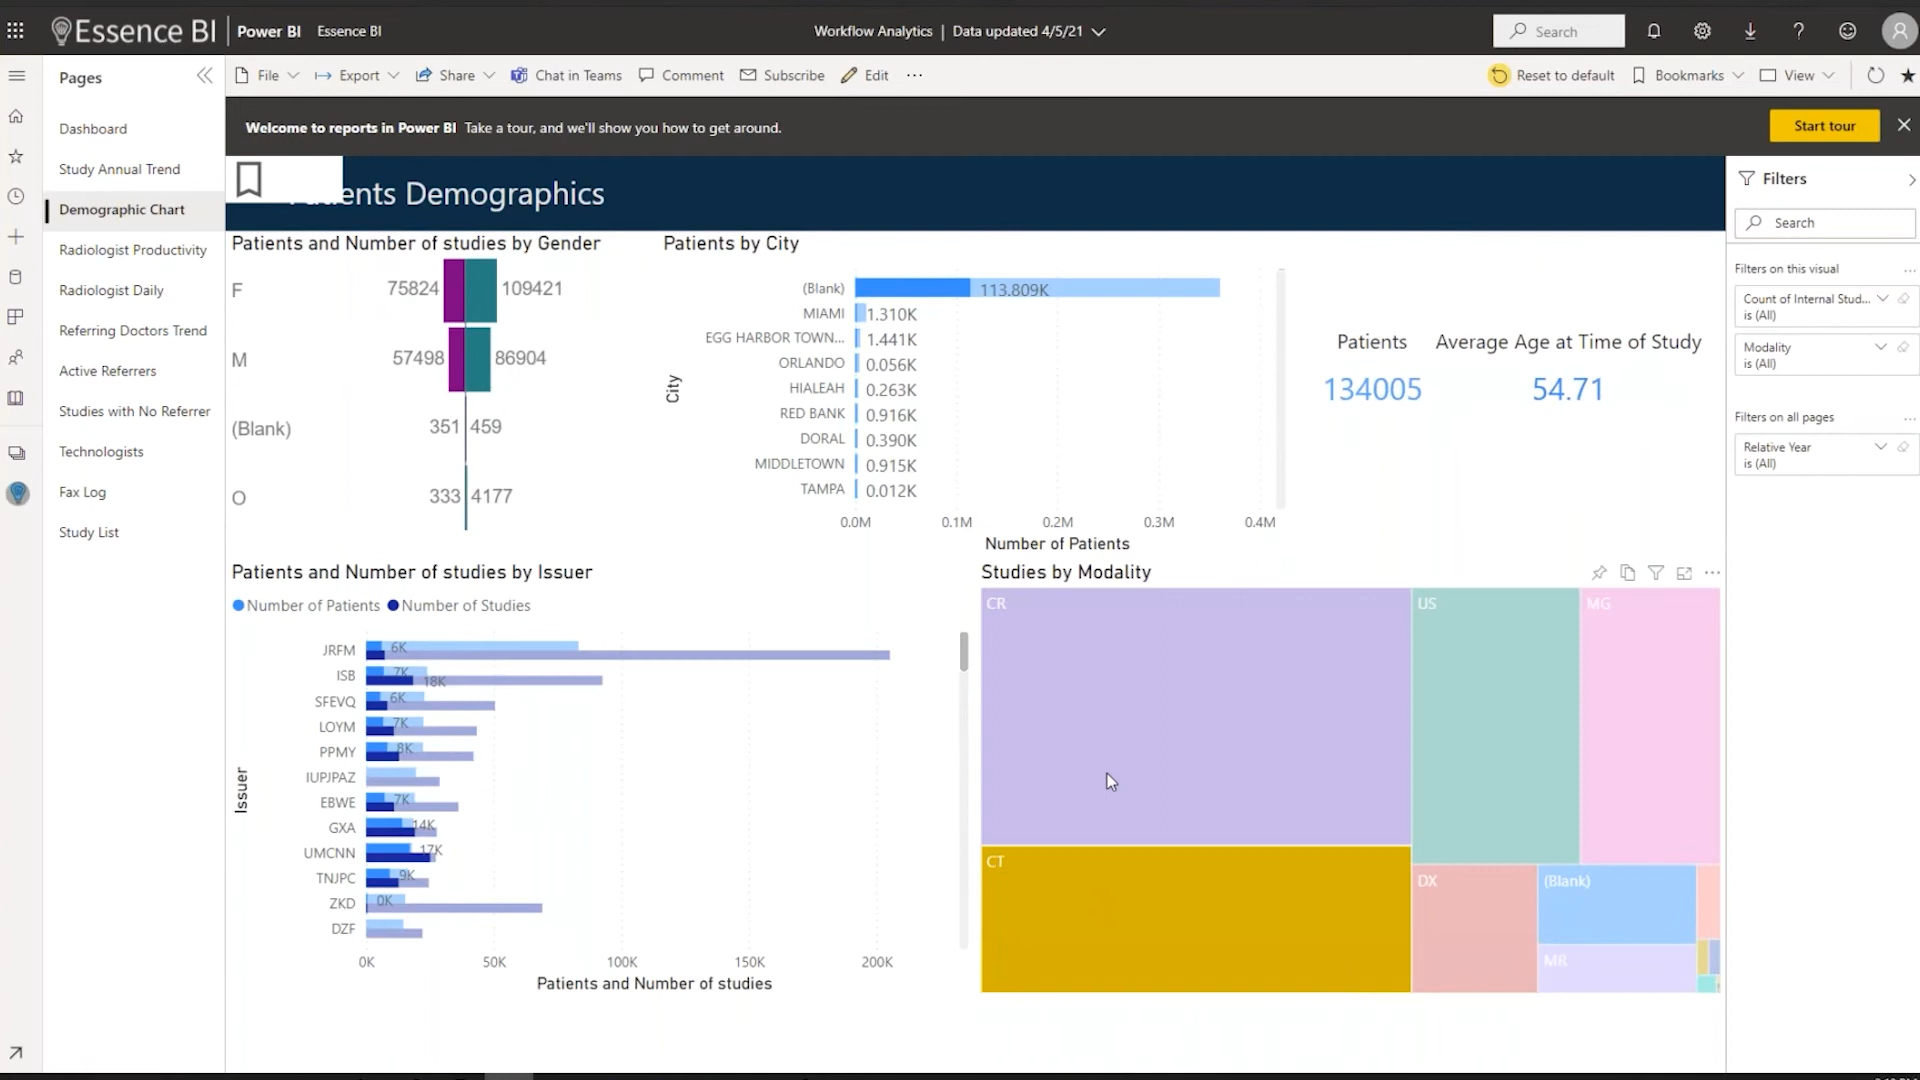 Essence BI Power BI Essence BI Workflow Analytics | Data updated 4/5/21 Search
Pages
Dashboard
Study Annual Trend
Demographic Chart
Radiologist Productivity
Radiologist Daily
Referring Doctors Trend
Active Referrers
Studies with No Referrer
Technologists
Fax Log
Study List
File Export Share Chat in Teams Comment Subscribe Edit Reset to default Bookmarks View
Welcome to reports in Power BI Take a tour, and we'll show you how to get around. Start tour
ents Demographics
Patients and Number of studies by Gender
F 75824 109421
M 57498 86904
(Blank) 351 459
O 333 4177
Patients by City
City
(Blank) 113.809K
MIAMI 1.310K
EGG HARBOR TOWN... 1.441K
ORLANDO 0.056K
HIALEAH 0.263K
RED BANK 0.916K
DORAL 0.390K
MIDDLETOWN 0.915K
TAMPA 0.012K
0.0M 0.1M 0.2M 0.3M 0.4M
Number of Patients
Patients Average Age at Time of Study
134005 54.71
Patients and Number of studies by Issuer
Number of Patients Number of Studies
Issuer
JRFM 6K
ISB 7K 18K
SFEVQ 6K
LOYM 7K
PPMY 8K
IUPJPAZ
EBWE 7K
GXA 14K
UMCNN 17K
TNJPC 9K
ZKD 0K
DZF
0K 50K 100K 150K 200K
Patients and Number of studies
Studies by Modality
CR US MG
CT DX (Blank)
MR
Filters
Search
Filters on this visual
Count of Internal Stud...
is (All)
Modality
is (All)
Filters on all pages
Relative Year
is (All)